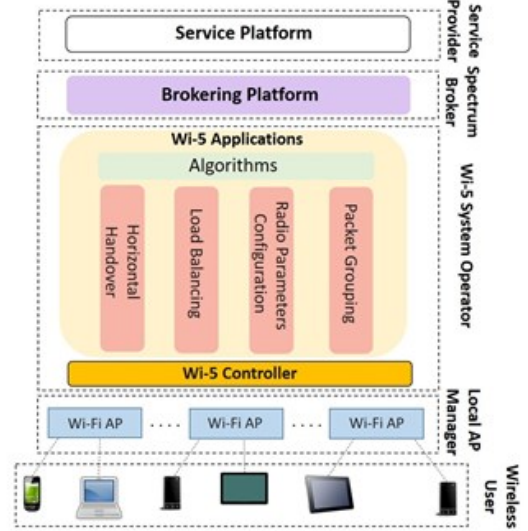 Service Platform
Service
Provider
Brokering Platform
Spectrum
Broker
Wi-5 Applications
Algorithms
Horizontal
Handover
Load Balancing
Radio Parameters
Configuration
Packet Grouping
Wi-5 System Operator
Wi-5 Controller
Wi-Fi AP
Wi-Fi AP
Wi-Fi AP
Local AP
Manager
Wireless
User